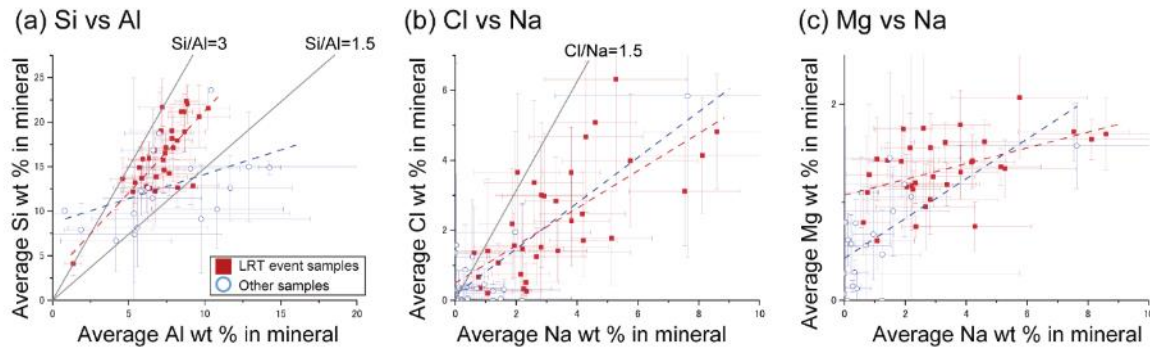 (a) Si vs Al
Si/Al=3
Si/Al=1.5
Average Si wt % in mineral
25
20
15
10
5
0
0
5
10
15
20
LRT event samples
Other samples
Average Al wt % in mineral
(b) Cl vs Na
Cl/Na=1.5
Average Cl wt % in mineral
6
4
2
0
0
2
4
6
8
10
Average Na wt % in mineral
(c) Mg vs Na
Average Mg wt % in mineral
2
1
0
0
2
4
6
8
10
Average Na wt % in mineral